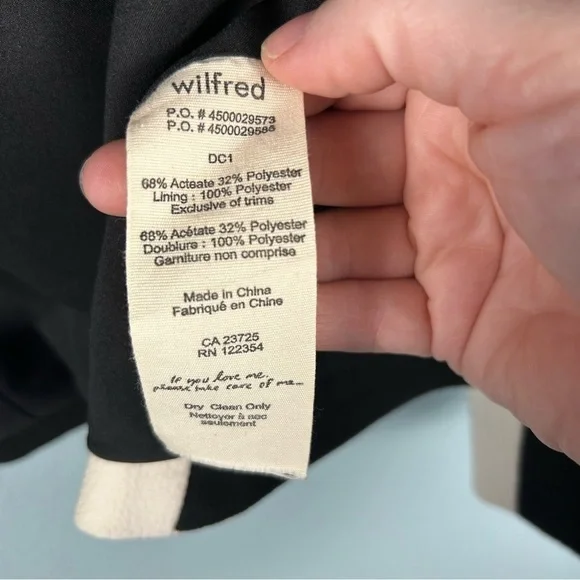 wilfred
P.O. # 4500029573
P.O. # 4500029585
DC1
68% Acteate 32% Polyester
Lining : 100% Polyester
Exclusive of trims
68% Acétate 32% Polyester
Doublure : 100% Polyester
Garniture non comprise
Made in China
Fabriqué en Chine
CA 23725
RN 122354
If you love me,
please take care of me...
Dry Clean Only
Nettoyer à sec
seulement